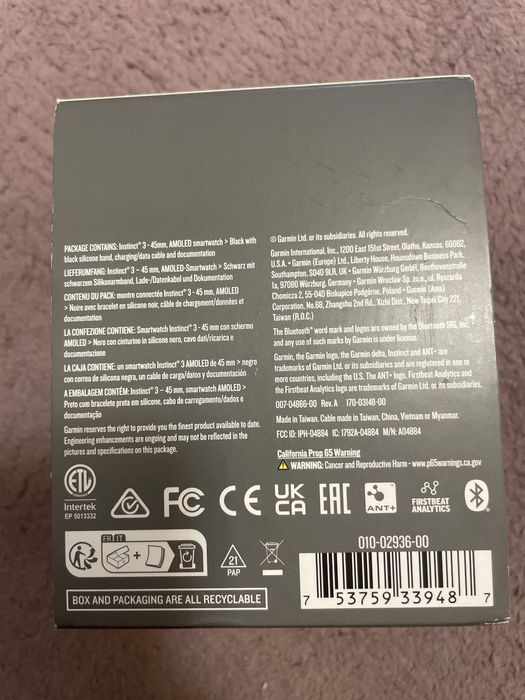 PACKAGE CONTAINS: Instinct® 3 - 45mm, AMOLED smartwatch > Black with
black silicone band, charging/data cable and documentation
LIEFERUMFANG: Instinct® 3 – 45 mm, AMOLED-Smartwatch > Schwarz mit
schwarzem Silikonarmband, Lade-/Datenkabel und Dokumentation
CONTENU DU PACK: montre connectée Instinct® 3 - 45 mm, AMOLED
> Noire avec bracelet en silicone noir, câble de chargement/données et
documentation
LA CONFEZIONE CONTIENE: Smartwatch Instinct® 3 - 45 mm con schermo
AMOLED > Nero con cinturino in silicone nero, cavo dati/ricarica e
documentazione
LA CAJA CONTIENE: un smartwatch Instinct® 3 AMOLED de 45 mm > negro
con correa de silicona negra, un cable de carga/datos y documentación
A EMBALAGEM CONTÉM: Instinct® 3 – 45 mm, smartwatch AMOLED >
Preto com bracelete preta em silicone, cabo de carregamento/dados e
documentação
Garmin reserves the right to provide you the finest product available to date.
Engineering enhancements are ongoing and may not be reflected in the
pictures and specifications on this package.
© Garmin Ltd. or its subsidiaries. All rights reserved.
Garmin International, Inc., 1200 East 151st Street, Olathe, Kansas, 66062,
U.S.A. • Garmin (Europe) Ltd., Liberty House, Hounsdown Business Park,
Southampton, SO40 9LR, UK • Garmin Würzburg GmbH, Beethovenstraße
1a, 97080 Würzburg, Germany • Garmin Wrocław Sp. zo.o., ul. Ryszarda
Chomicza 2, 55-040 Biskupice Podgórne, Poland • Garmin (Asia)
Corporation, No.68, Zhangshu 2nd Rd., Xizhi Dist., New Taipei City 221,
Taiwan (R.O.C.)
The Bluetooth® word mark and logos are owned by the Bluetooth SIG, Inc.
and any use of such marks by Garmin is under license.
Garmin, the Garmin logo, the Garmin delta, Instinct and ANT+ are
trademarks of Garmin Ltd. or its subsidiaries and are registered in one or
more countries, including the U.S. The ANT+ logo, Firstbeat Analytics and
the Firstbeat Analytics logo are trademarks of Garmin Ltd. or its subsidiaries.
007-04866-00 Rev. A 170-03148-00
Made in Taiwan. Cable made in Taiwan, China, Vietnam or Myanmar.
FCC ID: IPH-04884 IC: 1792A-04884 M/N: A04884
California Prop 65 Warning
WARNING: Cancer and Reproductive Harm - www.p65warnings.ca.gov
ETL
Intertek
EP 5013332
FC
CE
UK
CA
EAC
ANT+
FIRSTBEAT
ANALYTICS
FR IT
+
21
PAP
BOX AND PACKAGING ARE ALL RECYCLABLE
010-02936-00
7 53759 33948 7